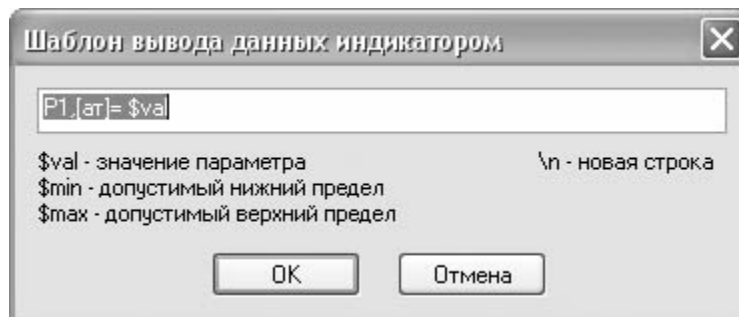 Шаблон вывода данных индикатором
P1,[ат]= $val
$val - значение параметра
\n - новая строка
$min - допустимый нижний предел
$max - допустимый верхний предел
OK
Отмена